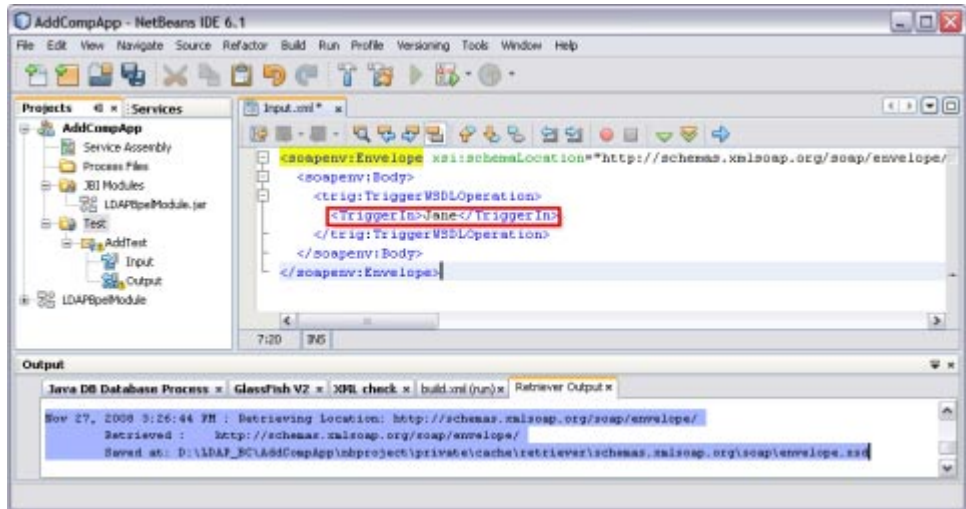 AddCompApp - NetBeans IDE 6.1
File Edit View Navigate Source Refactor Build Run Profile Versioning Tools Window Help
Projects
Services
AddCompApp
Service Assembly
Process Files
JBI Modules
LDAPBpelModule.jar
Test
AddTest
Input
Output
LDAPBpelModule
Input.xml *
<soapenv:Envelope xsi:schemaLocation="http://schemas.xmlsoap.org/soap/envelope/
<soapenv:Body>
<trig:TriggerWSDLOperation>
<TriggerIn>Jane</TriggerIn>
</trig:TriggerWSDLOperation>
</soapenv:Body>
</soapenv:Envelope>
7:20 INS
Output
Java DB Database Process GlassFish V2 XML check build.xml (run) Retriever Output
Nov 27, 2008 3:26:44 PM : Retrieving Location: http://schemas.xmlsoap.org/soap/envelope/
Retrieved : http://schemas.xmlsoap.org/soap/envelope/
Saved at: D:\LDAP_BC\AddCompApp\nbproject\private\cache\retriever\schemas.xmlsoap.org\soap\envelope.xsd